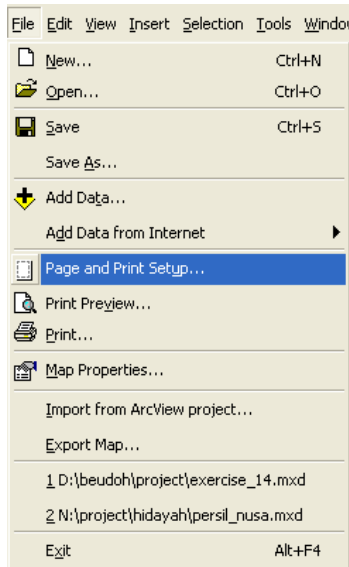 File Edit View Insert Selection Tools Windo
New... Ctrl+N
Open... Ctrl+O
Save Ctrl+S
Save As...
Add Data...
Add Data from Internet
Page and Print Setup...
Print Preview...
Print...
Map Properties...
Import from ArcView project...
Export Map...
1 D:\beudoh\project\exercise_14.mxd
2 N:\project\hidayah\persil_nusa.mxd
Exit Alt+F4